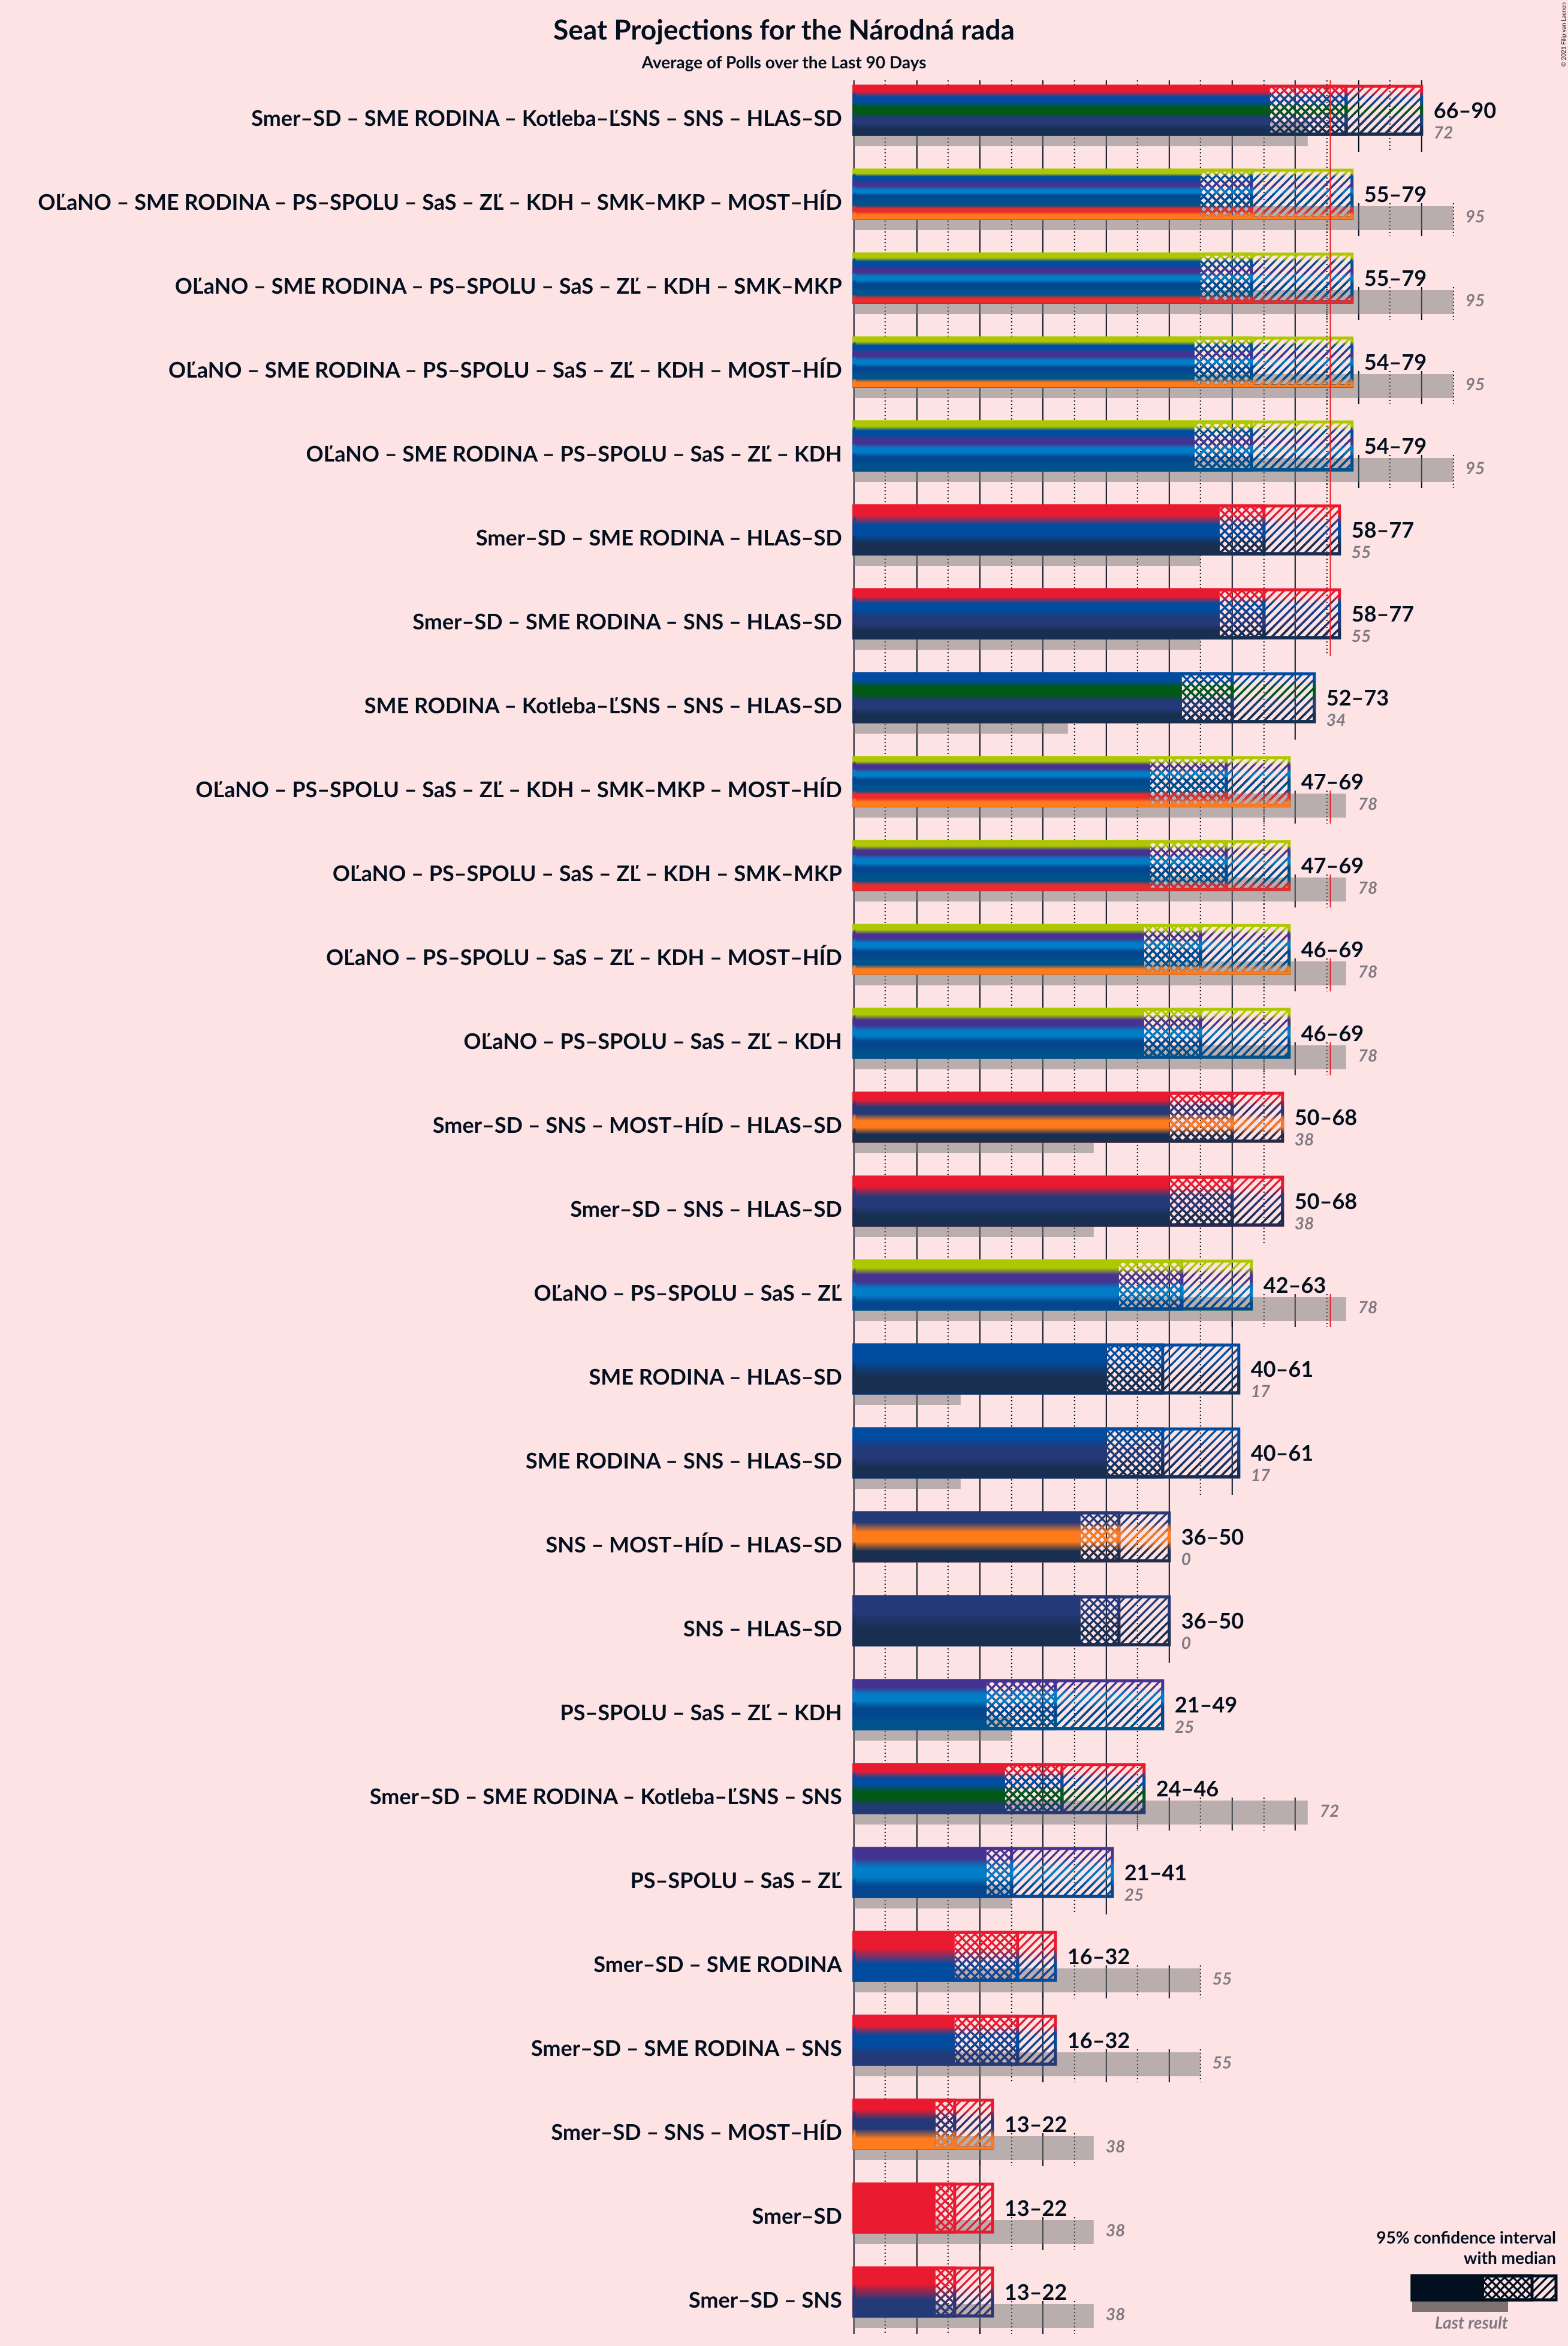 © 2021 Filip van Laenen
Seat Projections for the Národná rada
Average of Polls over the Last 90 Days
Smer–SD – SME RODINA – Kotleba–ĽSNS – SNS – HLAS–SD
66–90
72
OĽaNO – SME RODINA – PS–SPOLU – SaS – ZĽ – KDH – SMK–MKP – MOST–HÍD
55–79
95
OĽaNO – SME RODINA – PS–SPOLU – SaS – ZĽ – KDH – SMK–MKP
55–79
95
OĽaNO – SME RODINA – PS–SPOLU – SaS – ZĽ – KDH – MOST–HÍD
54–79
95
OĽaNO – SME RODINA – PS–SPOLU – SaS – ZĽ – KDH
54–79
95
Smer–SD – SME RODINA – HLAS–SD
58–77
55
Smer–SD – SME RODINA – SNS – HLAS–SD
58–77
55
SME RODINA – Kotleba–ĽSNS – SNS – HLAS–SD
52–73
34
OĽaNO – PS–SPOLU – SaS – ZĽ – KDH – SMK–MKP – MOST–HÍD
47–69
78
OĽaNO – PS–SPOLU – SaS – ZĽ – KDH – SMK–MKP
47–69
78
OĽaNO – PS–SPOLU – SaS – ZĽ – KDH – MOST–HÍD
46–69
78
OĽaNO – PS–SPOLU – SaS – ZĽ – KDH
46–69
78
Smer–SD – SNS – MOST–HÍD – HLAS–SD
50–68
38
Smer–SD – SNS – HLAS–SD
50–68
38
OĽaNO – PS–SPOLU – SaS – ZĽ
42–63
78
SME RODINA – HLAS–SD
40–61
17
SME RODINA – SNS – HLAS–SD
40–61
17
SNS – MOST–HÍD – HLAS–SD
36–50
0
SNS – HLAS–SD
36–50
0
PS–SPOLU – SaS – ZĽ – KDH
21–49
25
Smer–SD – SME RODINA – Kotleba–ĽSNS – SNS
24–46
72
PS–SPOLU – SaS – ZĽ
21–41
25
Smer–SD – SME RODINA
16–32
55
Smer–SD – SME RODINA – SNS
16–32
55
Smer–SD – SNS – MOST–HÍD
13–22
38
Smer–SD
13–22
38
Smer–SD – SNS
13–22
38
95% confidence interval
with median
Last result